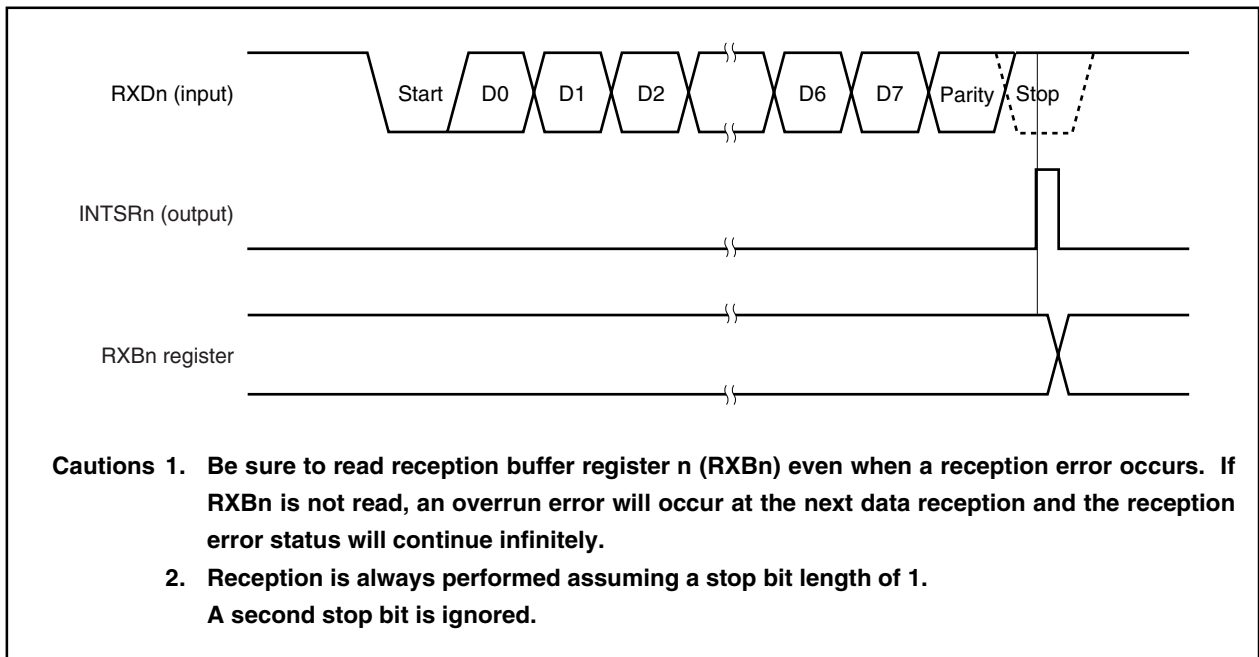 RXDn (input)
Start D0 D1 D2 D6 D7 Parity Stop
INTSRn (output)
RXBn register
Cautions 1. Be sure to read reception buffer register n (RXBn) even when a reception error occurs. If
RXBn is not read, an overrun error will occur at the next data reception and the reception
error status will continue infinitely.
2. Reception is always performed assuming a stop bit length of 1.
A second stop bit is ignored.